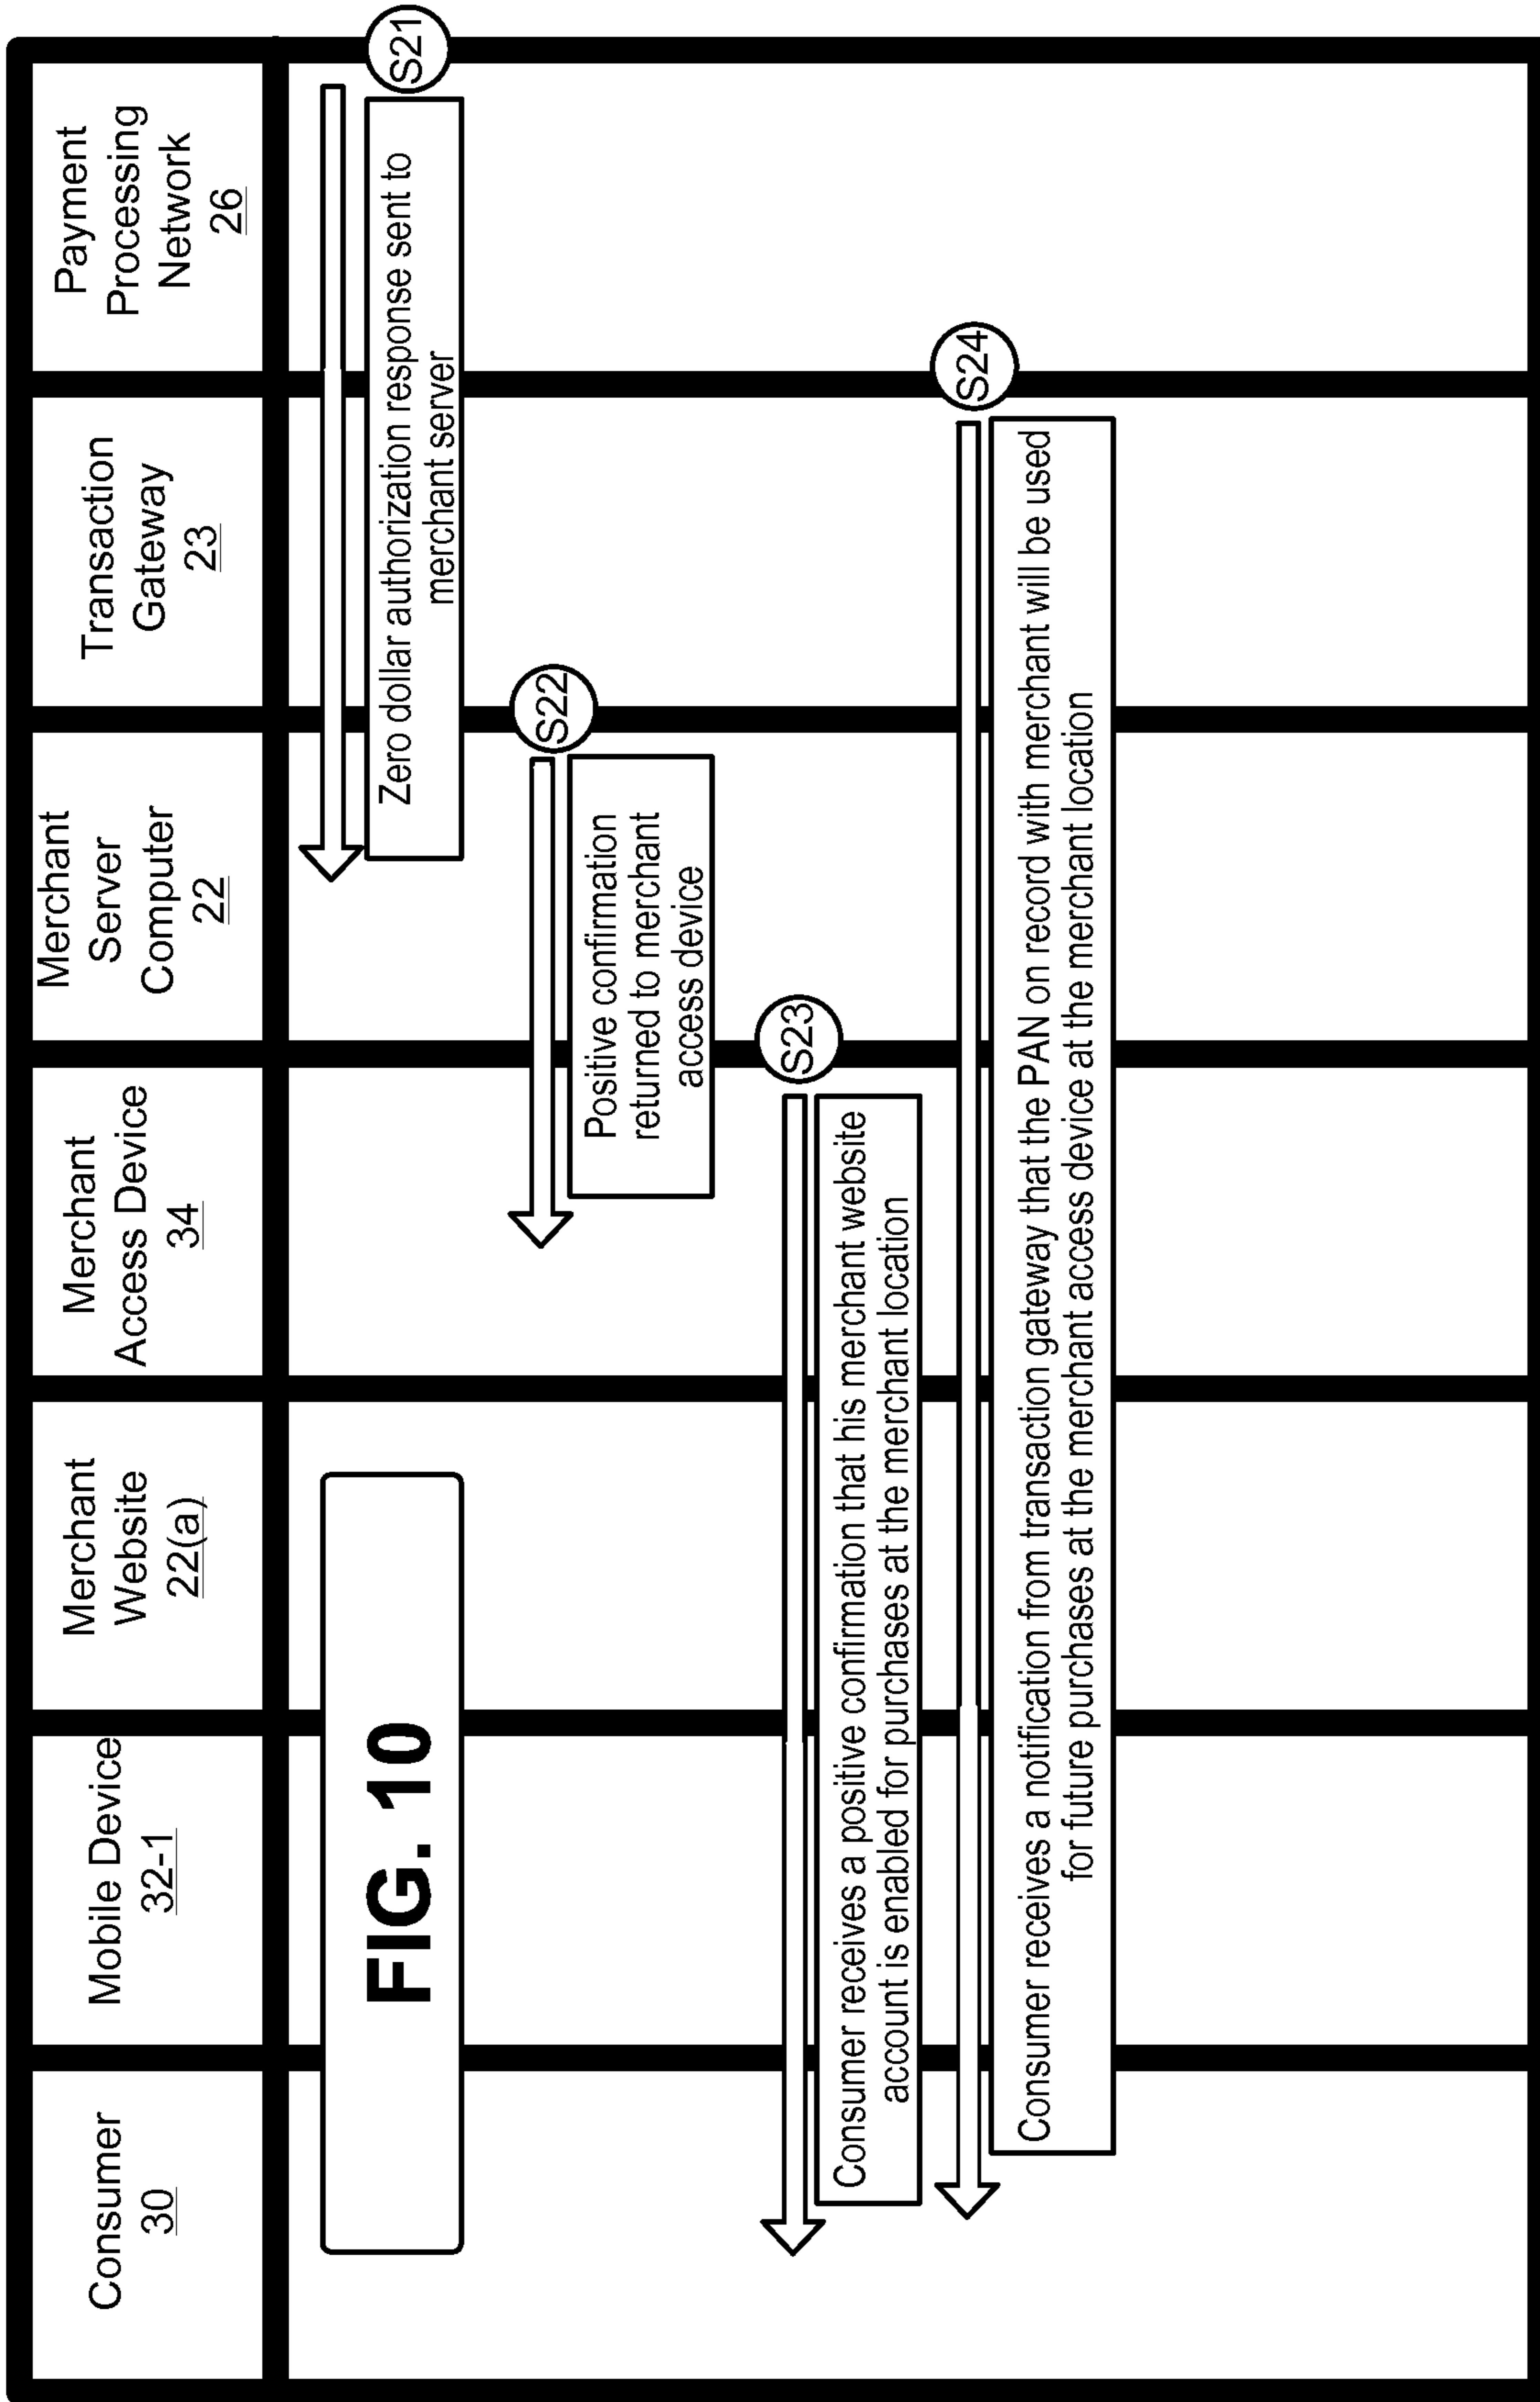 Consumer
30
Mobile Device
32-1
Merchant
Website
22(a)
Merchant
Access Device
34
Merchant
Server
Computer
22
Transaction
Gateway
23
Payment
Processing
Network
26
FIG. 10
S21
Zero dollar authorization response sent to
merchant server
S22
Positive confirmation
returned to merchant
access device
S23
Consumer receives a positive confirmation that his merchant website
account is enabled for purchases at the merchant location
S24
Consumer receives a notification from transaction gateway that the PAN on record with merchant will be used
for future purchases at the merchant access device at the merchant location